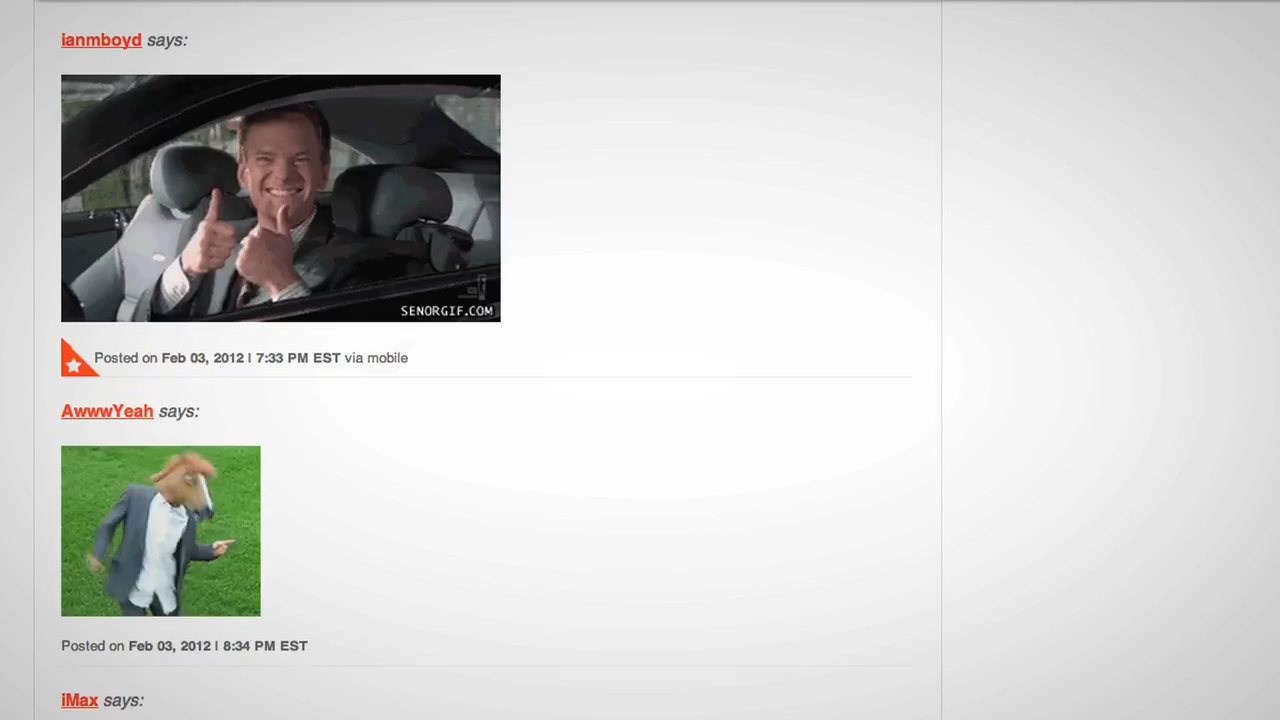 ianmboyd says:
SENORGIF.COM
Posted on Feb 03, 2012 | 7:33 PM EST via mobile
AwwwYeah says:
Posted on Feb 03, 2012 | 8:34 PM EST
iMax says: